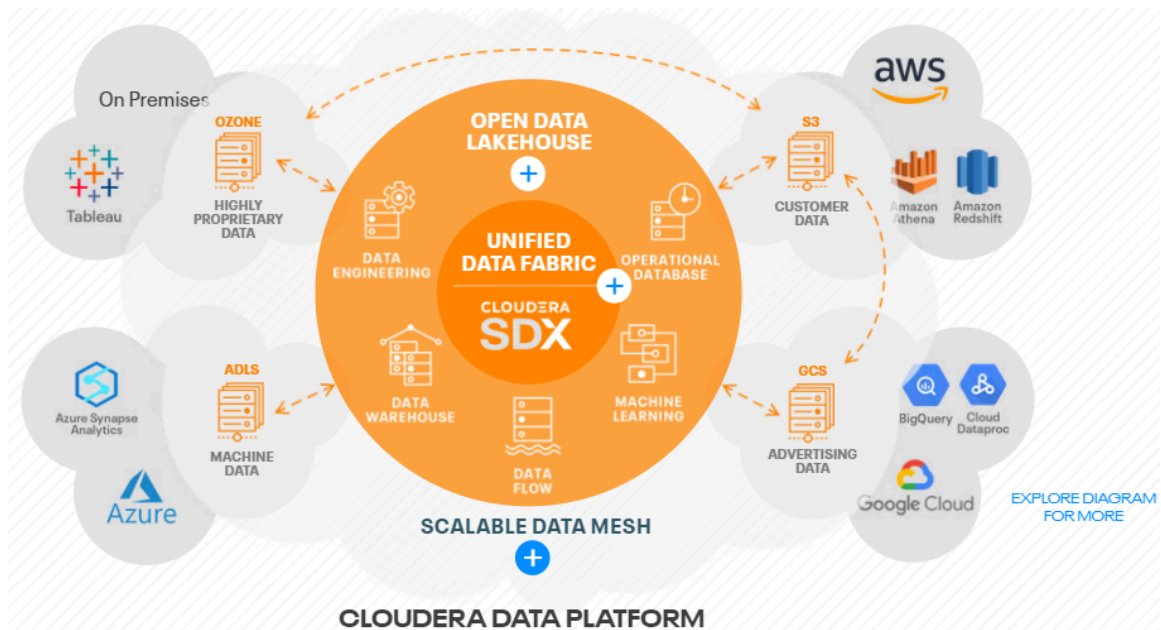 On Premises
OZONE
HIGHLY
PROPRIETARY
DATA
Tableau
OPEN DATA
LAKEHOUSE
aws
S3
CUSTOMER
DATA
Amazon
Athena
Amazon
Redshift
DATA
ENGINEERING
UNIFIED
DATA FABRIC
CLOUDERA
SDX
OPERATIONAL
DATABASE
ADLS
MACHINE
DATA
Azure Synapse
Analytics
Azure
DATA
WAREHOUSE
DATA
FLOW
MACHINE
LEARNING
GCS
ADVERTISING
DATA
BigQuery
Cloud
Dataproc
Google Cloud
EXPLORE DIAGRAM
FOR MORE
SCALABLE DATA MESH
CLOUDERA DATA PLATFORM